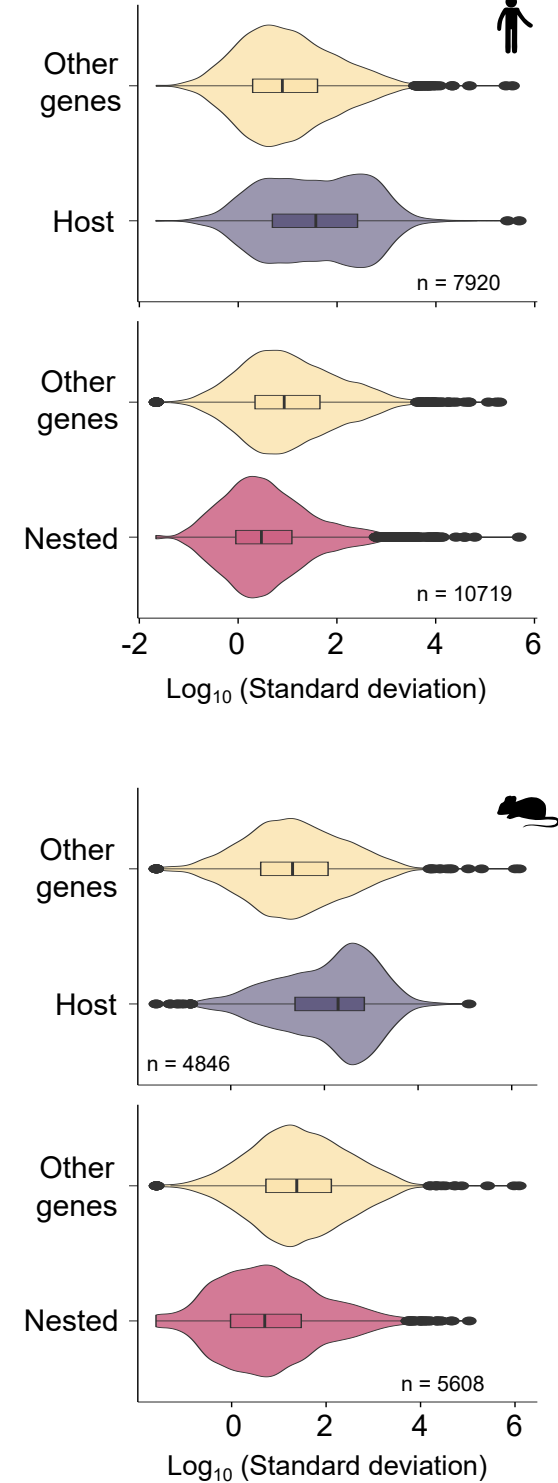 Other
genes
Host
n = 7920
Other
genes
Nested
n = 10719
-2 0 2 4 6
Log₁₀ (Standard deviation)
Other
genes
Host
n = 4846
Other
genes
Nested
n = 5608
0 2 4 6
Log₁₀ (Standard deviation)